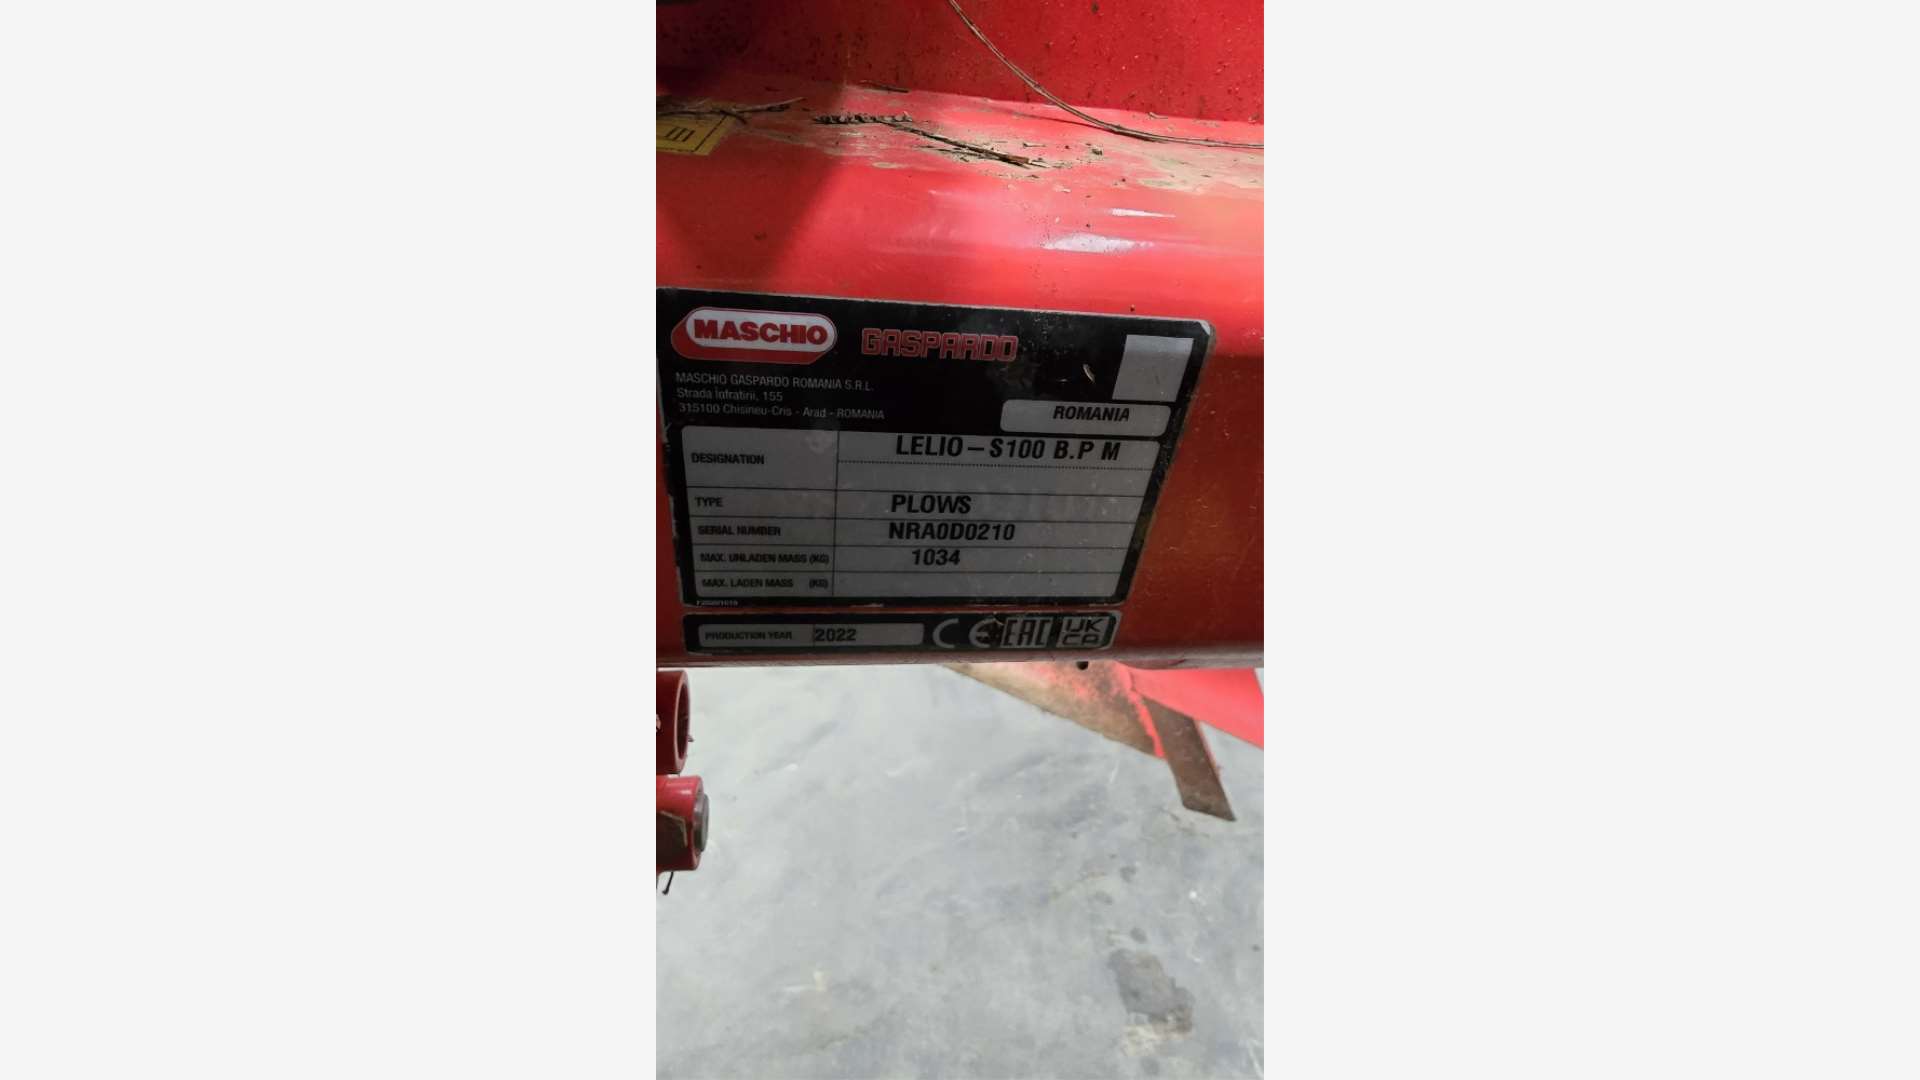 MASCHIO GASPARDO
MASCHIO GASPARDO ROMANIA S.R.L.
Strada Infratirii, 155
315100 Chisineu-Cris - Arad - ROMANIA
ROMANIA
DESIGNATION LELIO-S100 B.P M
TYPE PLOWS
SERIAL NUMBER NRA0D0210
MAX. UNLADEN MASS (KG) 1034
MAX. LADEN MASS (KG)
PRODUCTION YEAR 2022 CE EAC UK CA